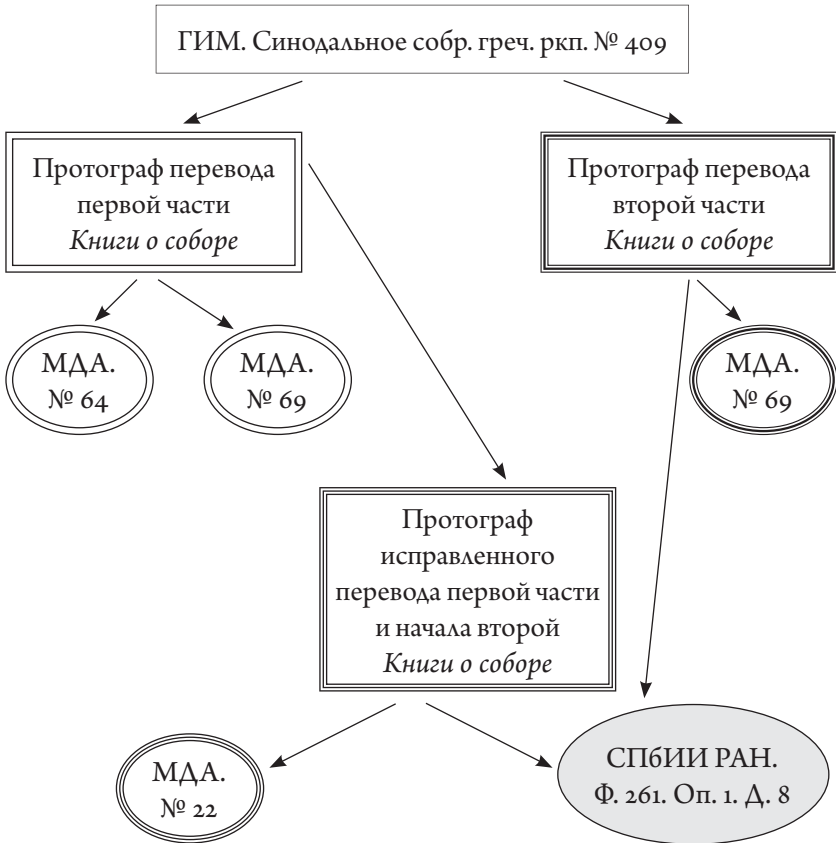 ГИМ. Синодальное собр. греч. ркп. № 409
Протограф перевода
первой части
Книги о соборе
Протограф перевода
второй части
Книги о соборе
МДА.
№ 64
МДА.
№ 69
МДА.
№ 69
Протограф
исправленного
перевода первой части
и начала второй
Книги о соборе
МДА.
№ 22
СПбИИ РАН.
Ф. 261. Оп. 1. Д. 8